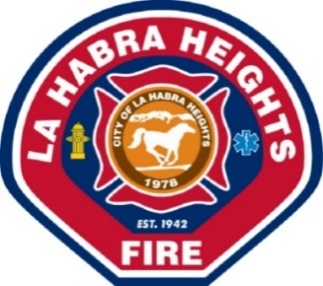 LA HABRA HEIGHTS
CITY OF LA HABRA HEIGHTS
1978
EST. 1942
FIRE